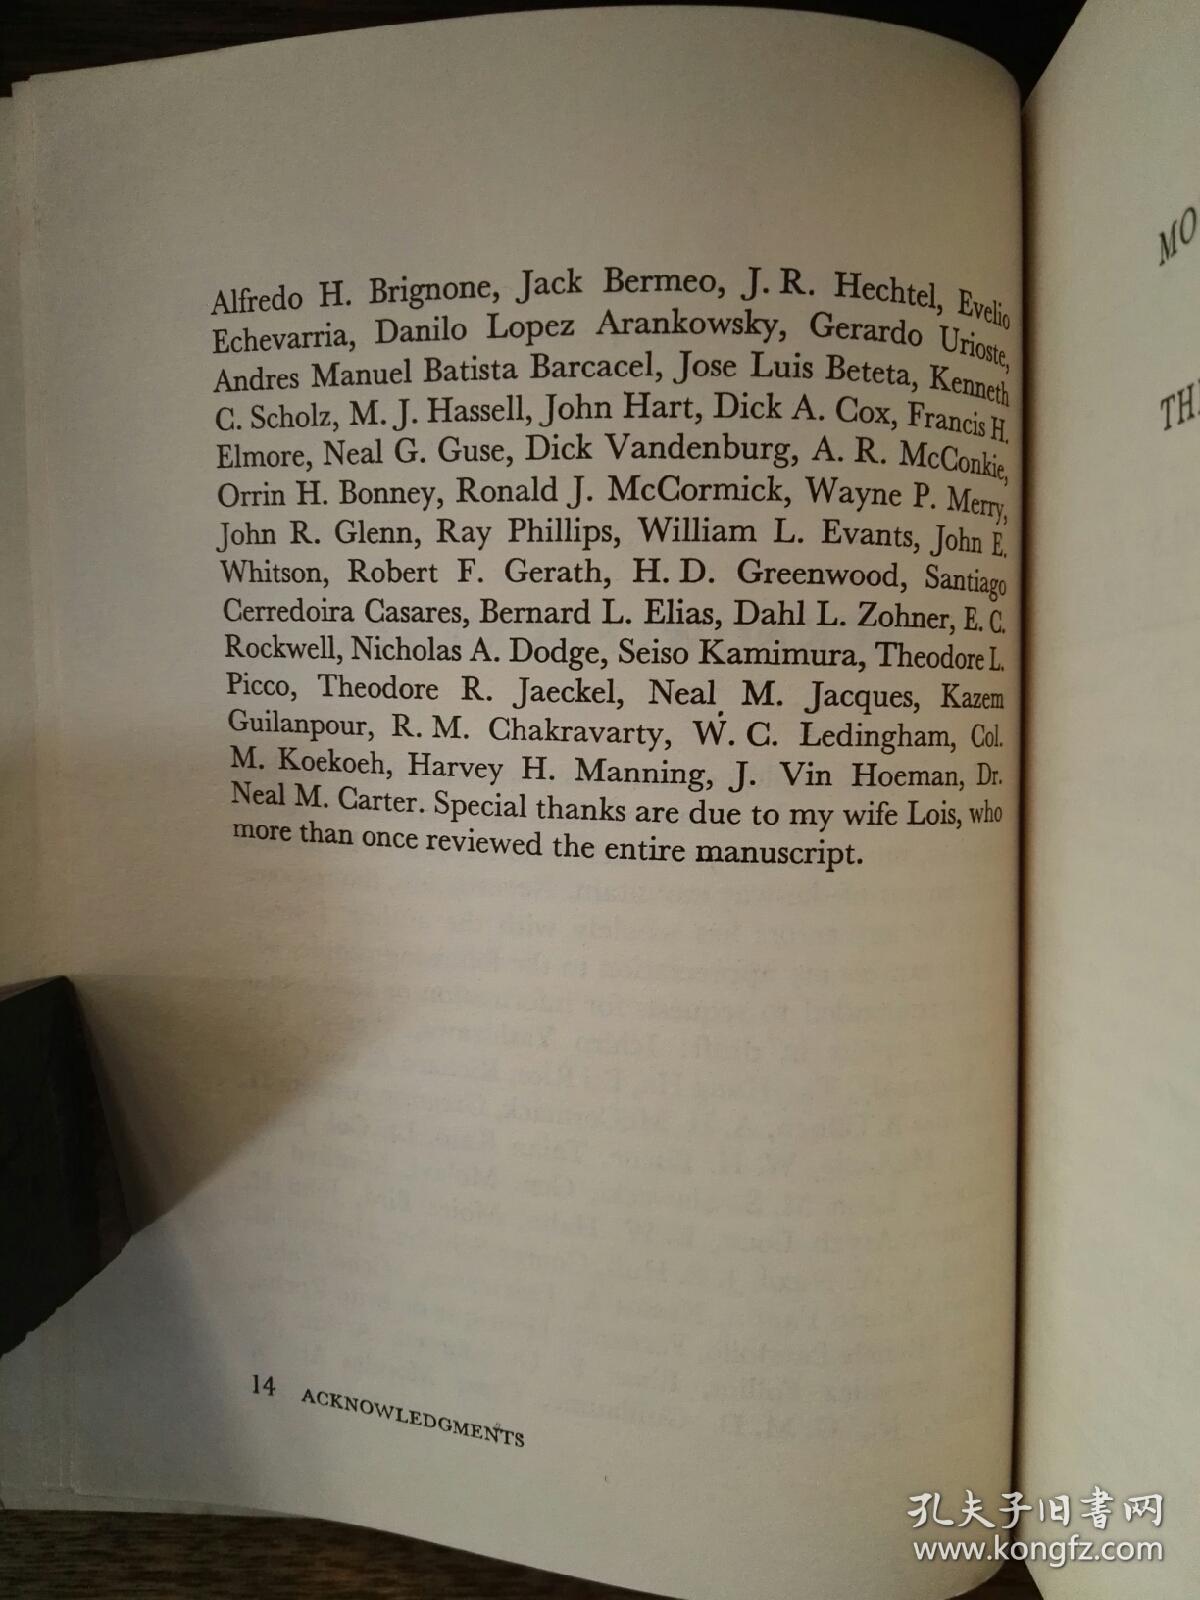 Alfredo H. Brignone, Jack Bermeo, J. R. Hechtel, Evelio
Echevarria, Danilo Lopez Arankowsky, Gerardo Urioste,
Andres Manuel Batista Barcacel, Jose Luis Beteta, Kenneth
C. Scholz, M. J. Hassell, John Hart, Dick A. Cox, Francis H.
Elmore, Neal G. Guse, Dick Vandenburg, A. R. McConkie,
Orrin H. Bonney, Ronald J. McCormick, Wayne P. Merry,
John R. Glenn, Ray Phillips, William L. Evants, John E.
Whitson, Robert F. Gerath, H. D. Greenwood, Santiago
Cerredoira Casares, Bernard L. Elias, Dahl L. Zohner, E. C.
Rockwell, Nicholas A. Dodge, Seiso Kamimura, Theodore L.
Picco, Theodore R. Jaeckel, Neal M. Jacques, Kazem
Guilanpour, R. M. Chakravarty, W. C. Ledingham, Col.
M. Koekoeh, Harvey H. Manning, J. Vin Hoeman, Dr.
Neal M. Carter. Special thanks are due to my wife Lois, who
more than once reviewed the entire manuscript.
14 ACKNOWLEDGMENTS
MO
TH
孔夫子旧书网
www.kongfz.com